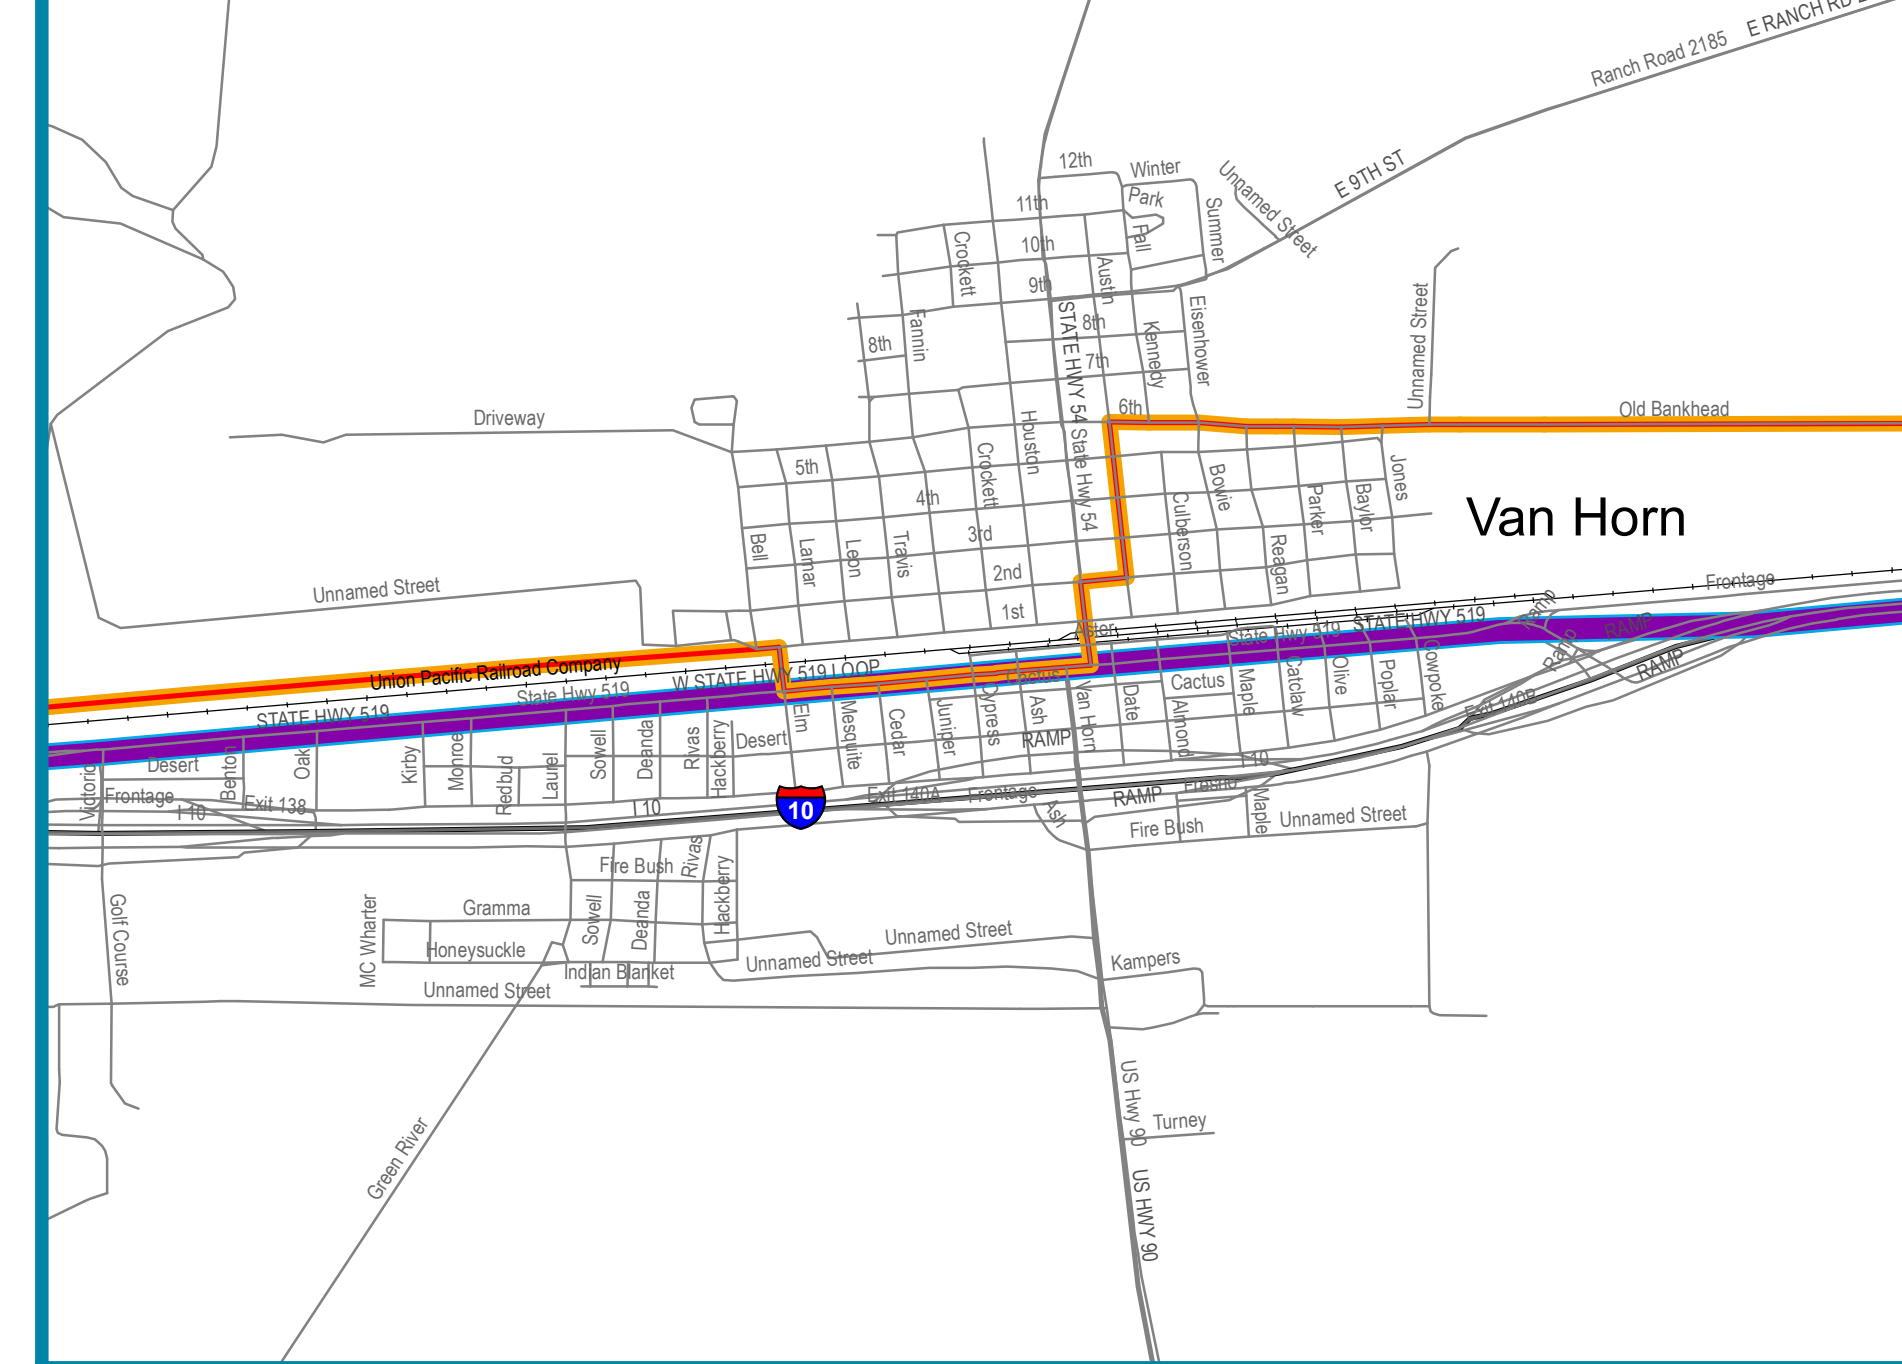 E RANCH RD
Ranch Road 2185
12th
Winter
Unnamed Street
E 9TH ST
Park
11th
Summer
Fall
10th
Crockett
Austin
9th
STATE HWY 54
8th
Kennedy
Eisenhower
Unnamed Street
Fannin
8th
7th
6th
Old Bankhead
Driveway
Houston
State Hwy 54
5th
Crockett
Bowie
Jones
4th
Culberson
Parker
Baylor
Van Horn
3rd
Bell
Lamar
Leon
Travis
Reagan
2nd
Unnamed Street
1st
Frontage
Ramp
Aster
State Hwy 519
STATE HWY 519
RAMP
Ramp
RAMP
Union Pacific Railroad Company
W STATE HWY 519 LOOP
State Hwy 519
STATE HWY 519
Cactus
Cactus
Cypress
Ash
Van Horn
Date
Almond
Maple
Catclaw
Olive
Poplar
Cowpoke
Exit 140B
Elm
Mesquite
Cedar
Juniper
Victoria
Desert
Benton
Oak
Kirby
Monroe
Redbud
Laurel
Sowell
Deanda
Rivas
Hackberry
Desert
RAMP
I 10
Frontage
I 10
Exit 138
I 10
10
Exit 140A
Frontage
Ash
RAMP
Fresno
Maple
Fire Bush
Unnamed Street
Fire Bush
Rivas
Hackberry
Golf Course
MC Wharter
Gramma
Sowell
Deanda
Honeysuckle
Indian Blanket
Unnamed Street
Unnamed Street
Kampers
Unnamed Street
US Hwy 90
Turney
Green River
US HWY 90